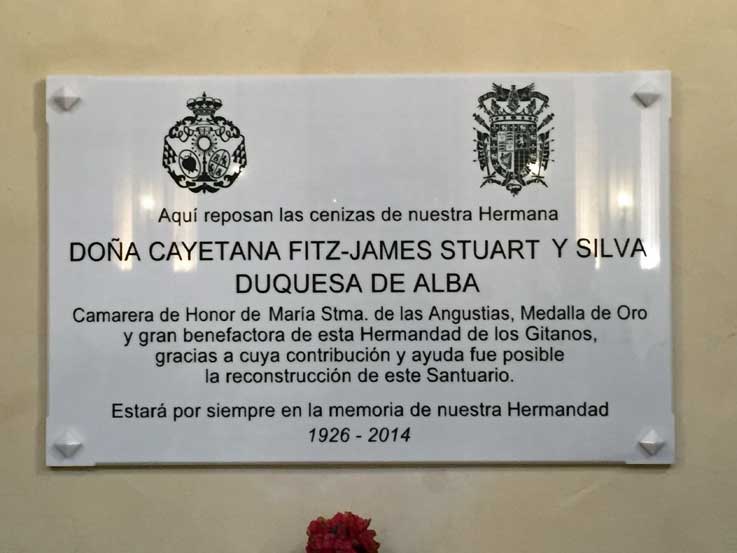 Aquí reposan las cenizas de nuestra Hermana
DOÑA CAYETANA FITZ-JAMES STUART Y SILVA
DUQUESA DE ALBA
Camarera de Honor de María Stma. de las Angustias, Medalla de Oro
y gran benefactora de esta Hermandad de los Gitanos,
gracias a cuya contribución y ayuda fue posible
la reconstrucción de este Santuario.
Estará por siempre en la memoria de nuestra Hermandad
1926 - 2014